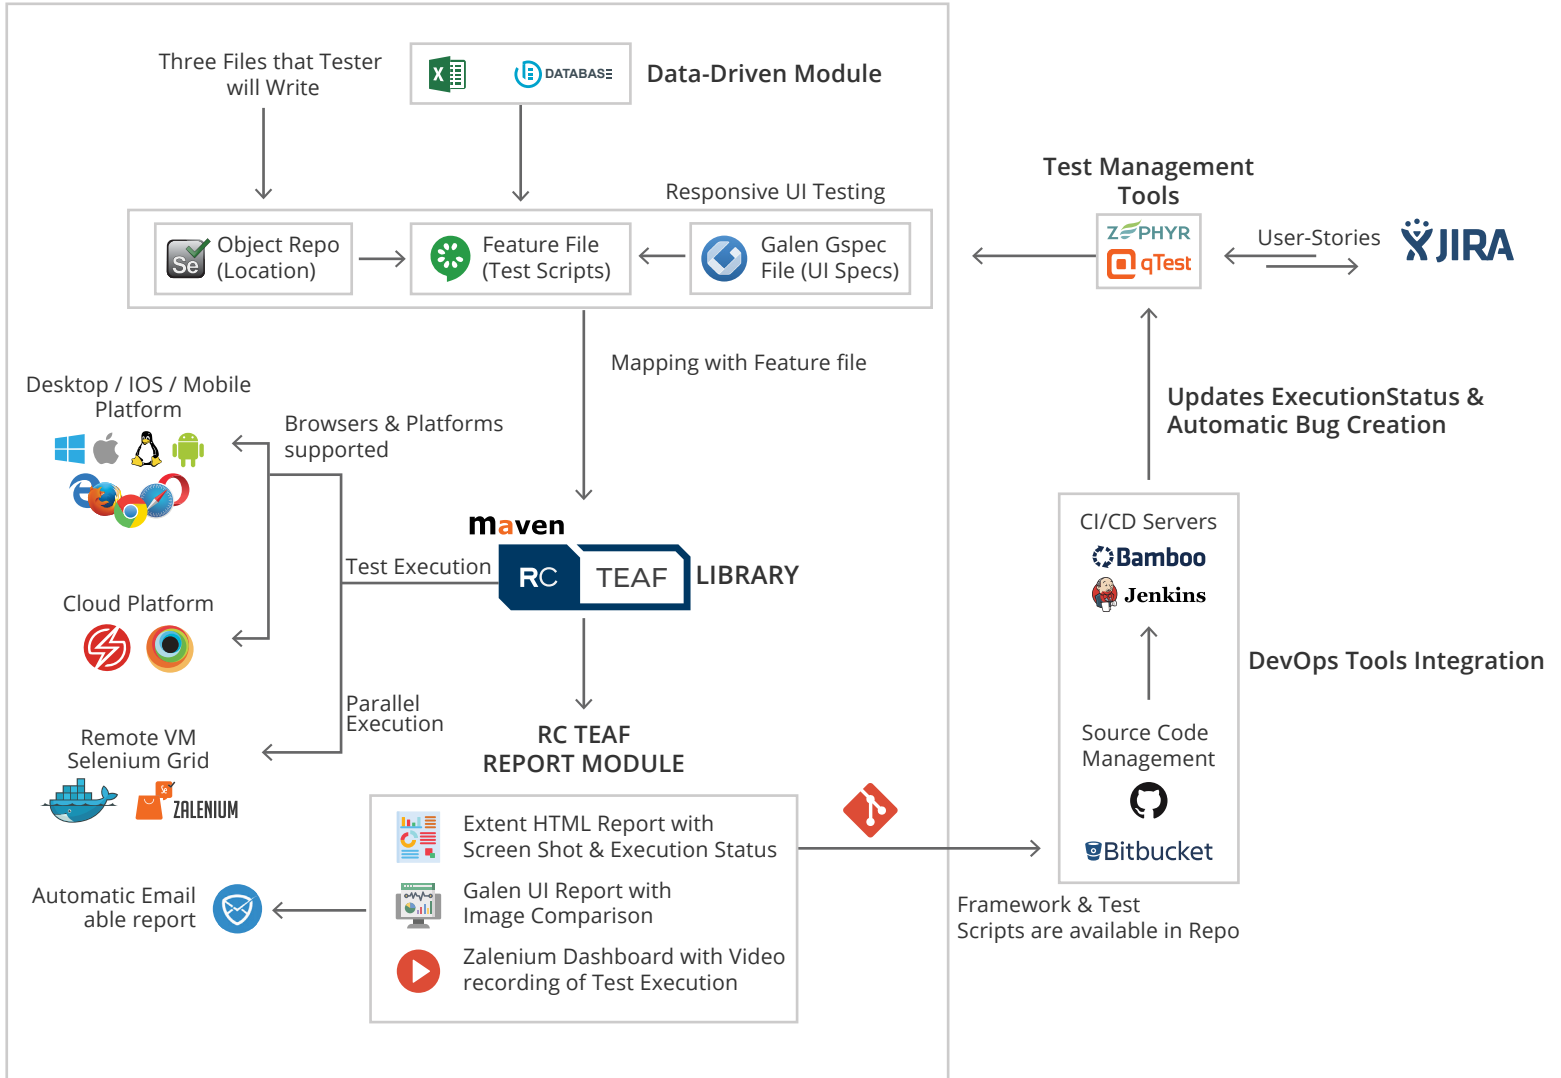 Three Files that Tester
will Write
DATABASE
Data-Driven Module
Responsive UI Testing
Se
Object Repo
(Location)
Feature File
(Test Scripts)
Galen Gspec
File (UI Specs)
Test Management
Tools
ZEPHYR
qTest
User-Stories
JIRA
Mapping with Feature file
Desktop / IOS / Mobile
Platform
Browsers & Platforms
supported
Updates ExecutionStatus &
Automatic Bug Creation
maven
RC TEAF
LIBRARY
Test Execution
Cloud Platform
Parallel
Execution
Remote VM
Selenium Grid
Se
ZALENIUM
CI/CD Servers
Bamboo
Jenkins
DevOps Tools Integration
Source Code
Management
Bitbucket
RC TEAF
REPORT MODULE
Extent HTML Report with
Screen Shot & Execution Status
Galen UI Report with
Image Comparison
Zalenium Dashboard with Video
recording of Test Execution
Automatic Email
able report
Framework & Test
Scripts are available in Repo